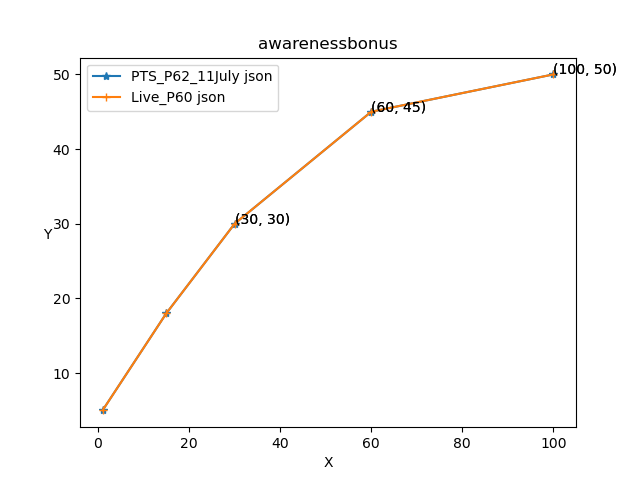 awarenessbonus
PTS_P62_11July json
Live_P60 json
(100, 50)
(60, 45)
(30, 30)
50
40
30
20
10
Y
0 20 40 60 80 100
X